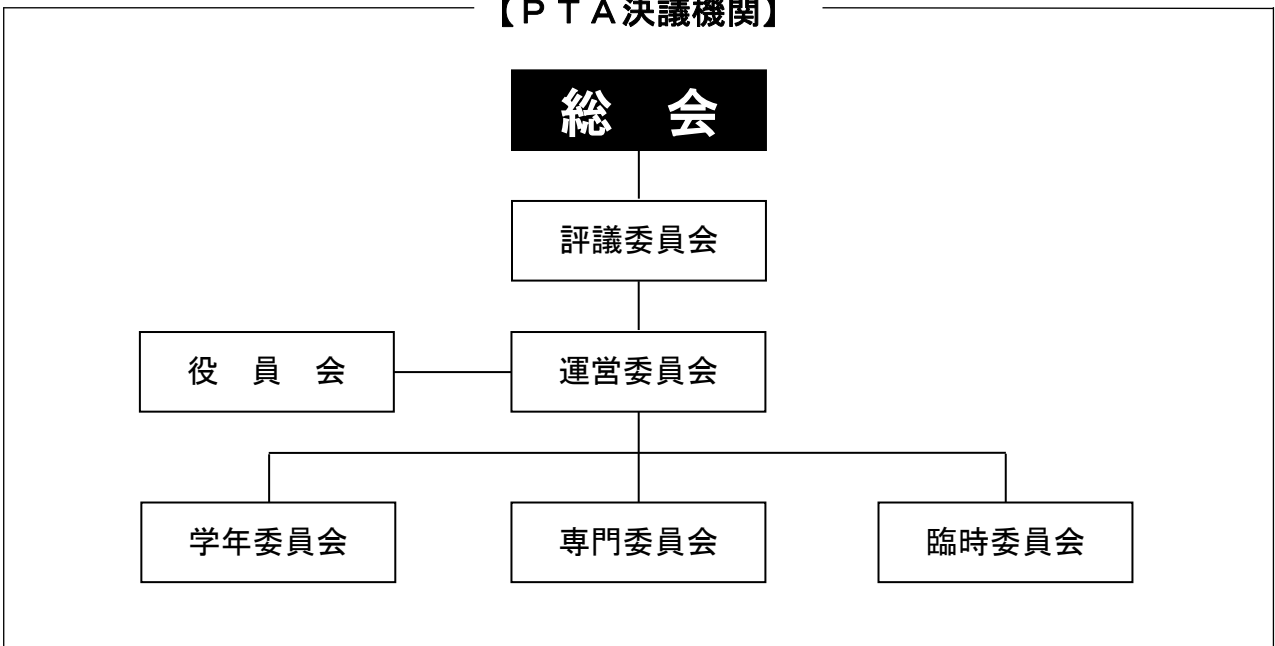 【ＰＴＡ決議機関】
総　会
評議委員会
役　員　会
運営委員会
学年委員会
専門委員会
臨時委員会